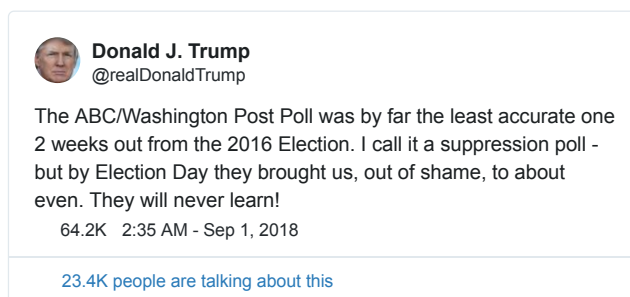 Donald J. Trump
@realDonaldTrump
The ABC/Washington Post Poll was by far the least accurate one
2 weeks out from the 2016 Election. I call it a suppression poll -
but by Election Day they brought us, out of shame, to about
even. They will never learn!
64.2K 2:35 AM - Sep 1, 2018
23.4K people are talking about this